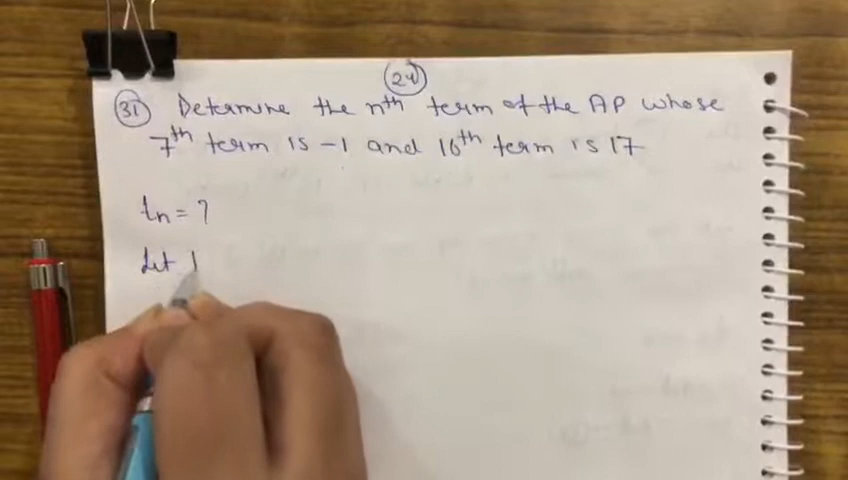 24
31 Determine the nth term of the AP whose
7th term is -1 and 16th term is 17
tn = ?
Let